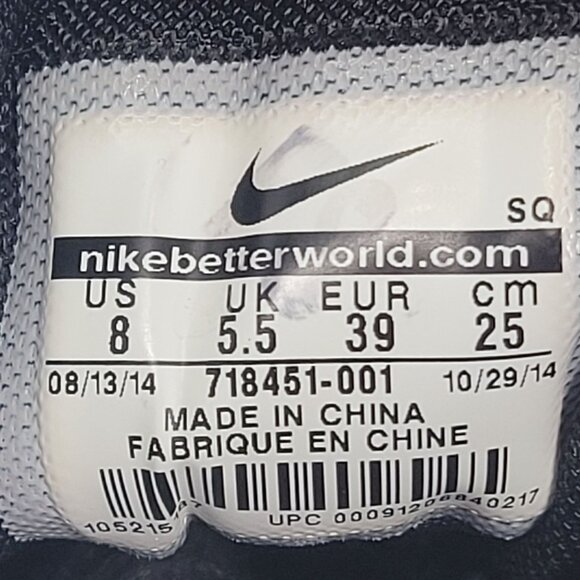 SQ
nikebetterworld.com
US UK EUR cm
8 5.5 39 25
08/13/14 718451-001 10/29/14
MADE IN CHINA
FABRIQUE EN CHINE
UPC 00091206840217